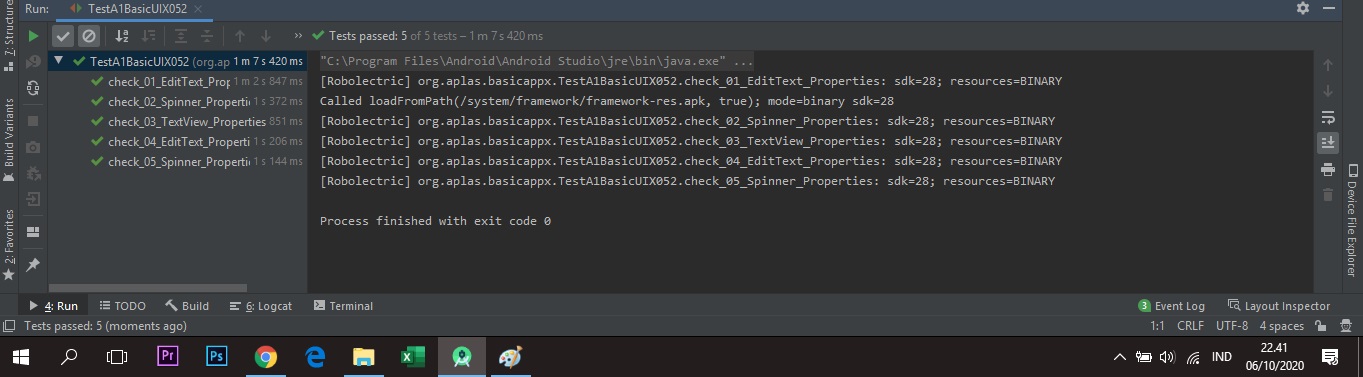 Run: TestA1BasicUIX052
Tests passed: 5 of 5 tests – 1 m 7 s 420 ms
TestA1BasicUIX052 (org.ap 1 m 7 s 420 ms
check_01_EditText_Prop 1 m 2 s 847 ms
check_02_Spinner_Properti 1 s 372 ms
check_03_TextView_Properties 851 ms
check_04_EditText_Properti 1 s 206 ms
check_05_Spinner_Properti 1 s 144 ms
"C:\Program Files\Android\Android Studio\jre\bin\java.exe" ...
[Robolectric] org.aplas.basicappx.TestA1BasicUIX052.check_01_EditText_Properties: sdk=28; resources=BINARY
Called loadFromPath(/system/framework/framework-res.apk, true); mode=binary sdk=28
[Robolectric] org.aplas.basicappx.TestA1BasicUIX052.check_02_Spinner_Properties: sdk=28; resources=BINARY
[Robolectric] org.aplas.basicappx.TestA1BasicUIX052.check_03_TextView_Properties: sdk=28; resources=BINARY
[Robolectric] org.aplas.basicappx.TestA1BasicUIX052.check_04_EditText_Properties: sdk=28; resources=BINARY
[Robolectric] org.aplas.basicappx.TestA1BasicUIX052.check_05_Spinner_Properties: sdk=28; resources=BINARY
Process finished with exit code 0
7: Structure
Build Variants
2: Favorites
Device File Explorer
4: Run TODO Build 6: Logcat Terminal 3 Event Log Layout Inspector
Tests passed: 5 (moments ago) 1:1 CRLF UTF-8 4 spaces
Pr Ps IND 22.41
06/10/2020